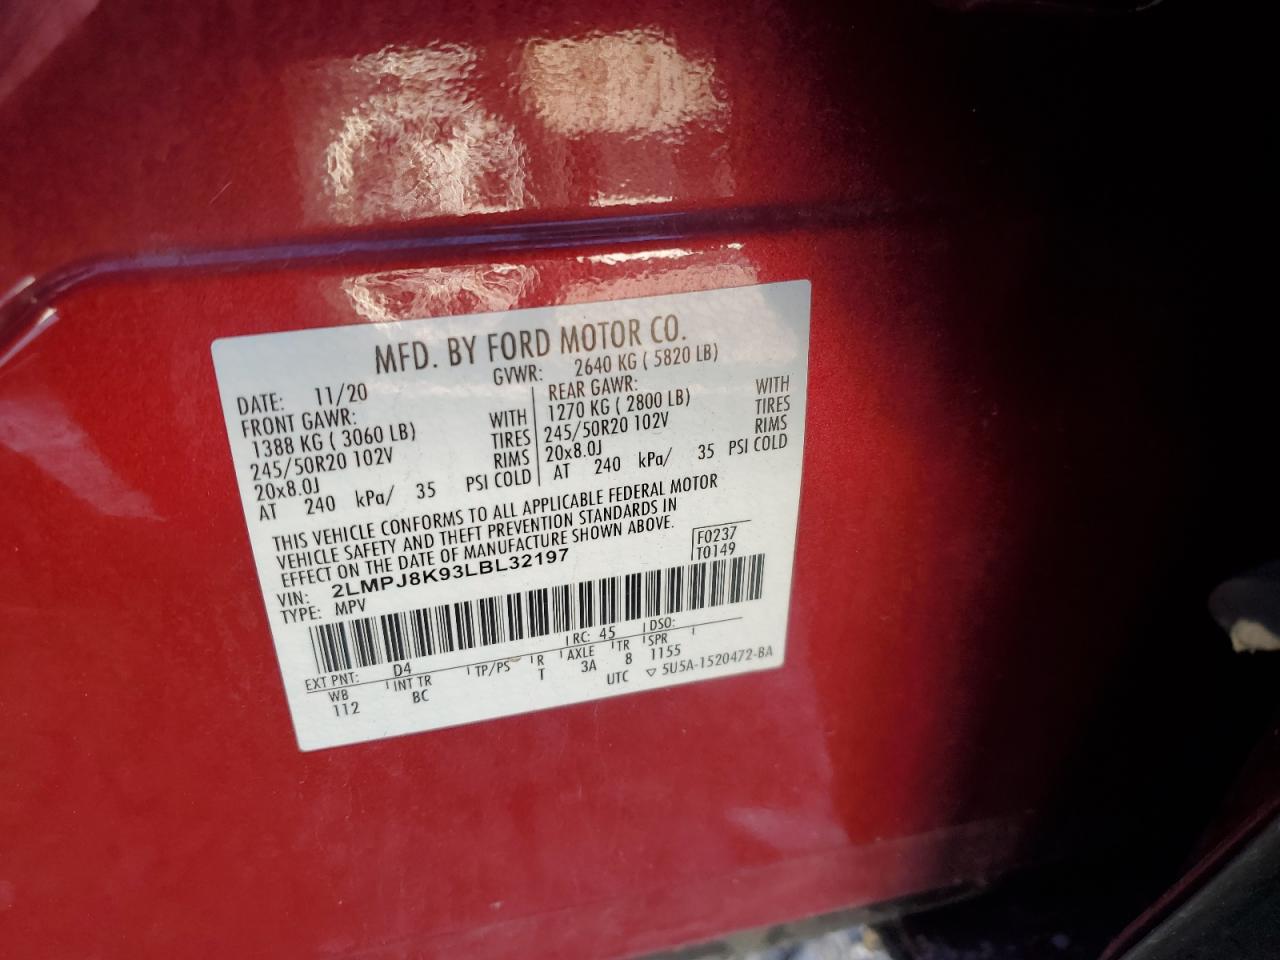 MFD. BY FORD MOTOR CO.
DATE: 11/20 GVWR: 2640 KG ( 5820 LB)
FRONT GAWR: WITH
1388 KG ( 3060 LB) TIRES
245/50R20 102V RIMS
20x8.0J
AT 240 kPa/ 35 PSI COLD
REAR GAWR: WITH
1270 KG ( 2800 LB) TIRES
245/50R20 102V RIMS
20x8.0J
AT 240 kPa/ 35 PSI COLD
THIS VEHICLE CONFORMS TO ALL APPLICABLE FEDERAL MOTOR
VEHICLE SAFETY AND THEFT PREVENTION STANDARDS IN
EFFECT ON THE DATE OF MANUFACTURE SHOWN ABOVE.
VIN: 2LMPJ8K93LBL32197
TYPE: MPV
F0237
T0149
EXT PNT: D4 RC: 45 DSO:
WB INT TR TP/PS R AXLE TR SPR
112 BC T 3A 8 1155
UTC ▽ 5U5A-1520472-BA